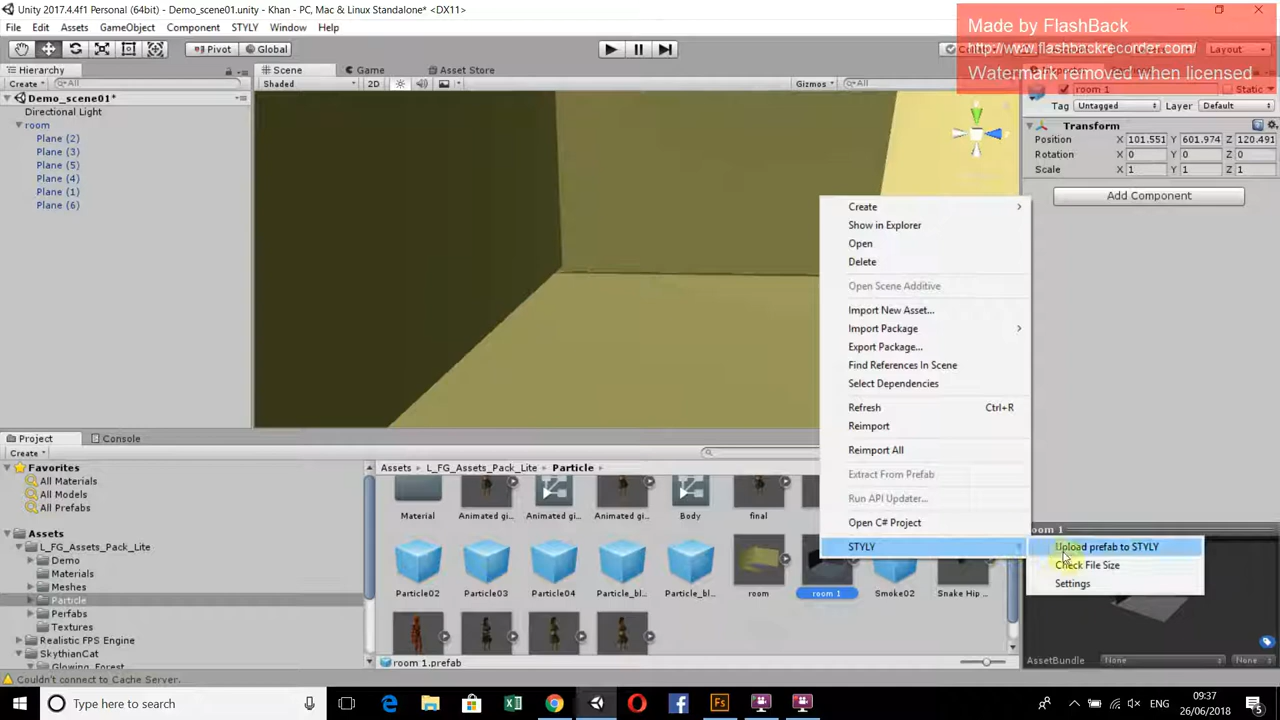 Unity 2017.4.4f1 Personal (64bit) - Demo_scene01.unity - Khan - PC, Mac & Linux Standalone* <DX11>
Made by FlashBack
http://www.flashbackrecorder.com/
Watermark removed when licensed
File Edit Assets GameObject Component STYLY Window Help
Pivot Global Layout
Hierarchy Scene Game Asset Store
Create All Shaded 2D Gizmos All room 1 Static
Demo_scene01*
Tag Untagged Layer Default
Directional Light
room
Transform
Plane (2)
Position X 101.551 Y 601.974 Z 120.491
Plane (3)
Rotation X 0 Y 0 Z 0
Plane (5)
Scale X 1 Y 1 Z 1
Plane (4)
Plane (1)
Add Component
Plane (6)
Create
Show in Explorer
Open
Delete
Open Scene Additive
Import New Asset...
Import Package
Export Package...
Find References In Scene
Select Dependencies
Refresh Ctrl+R
Reimport
Reimport All
Extract From Prefab
Run API Updater...
Open C# Project
STYLY
Upload prefab to STYLY
Check File Size
Settings
Project Console
Create
Favorites
All Materials
All Models
All Prefabs
Assets
L_FG_Assets_Pack_Lite
Demo
Materials
Meshes
Particle
Perfabs
Textures
Realistic FPS Engine
SkythianCat
Glowing_Forest
Assets L_FG_Assets_Pack_Lite Particle
Material Animated gi... Animated gi... Body final
Particle02 Particle03 Particle04 Particle_bl... Particle_bl... room room 1 Smoke02 Snake Hip ...
room 1.prefab
oom 1
AssetBundle None None
Couldn't connect to Cache Server.
Type here to search
Fs
ENG
09:37
26/06/2018
5